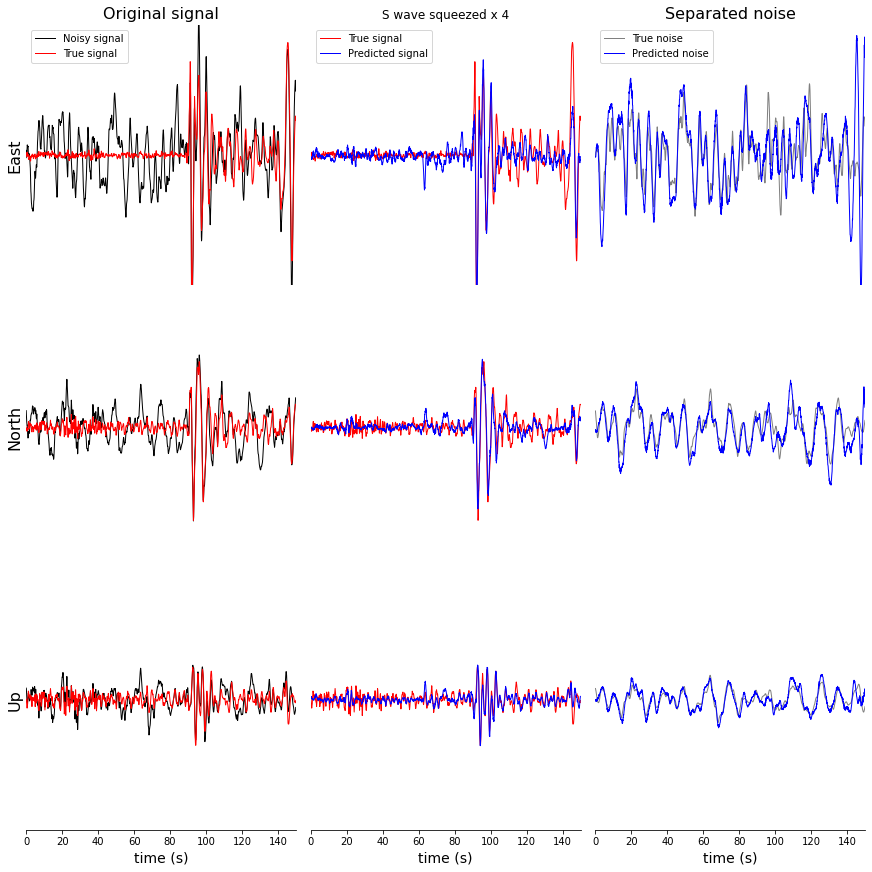 Original signal
S wave squeezed x 4
Separated noise
Noisy signal
True signal
True signal
Predicted signal
True noise
Predicted noise
East
North
Up
0 20 40 60 80 100 120 140
0 20 40 60 80 100 120 140
0 20 40 60 80 100 120 140
time (s)
time (s)
time (s)